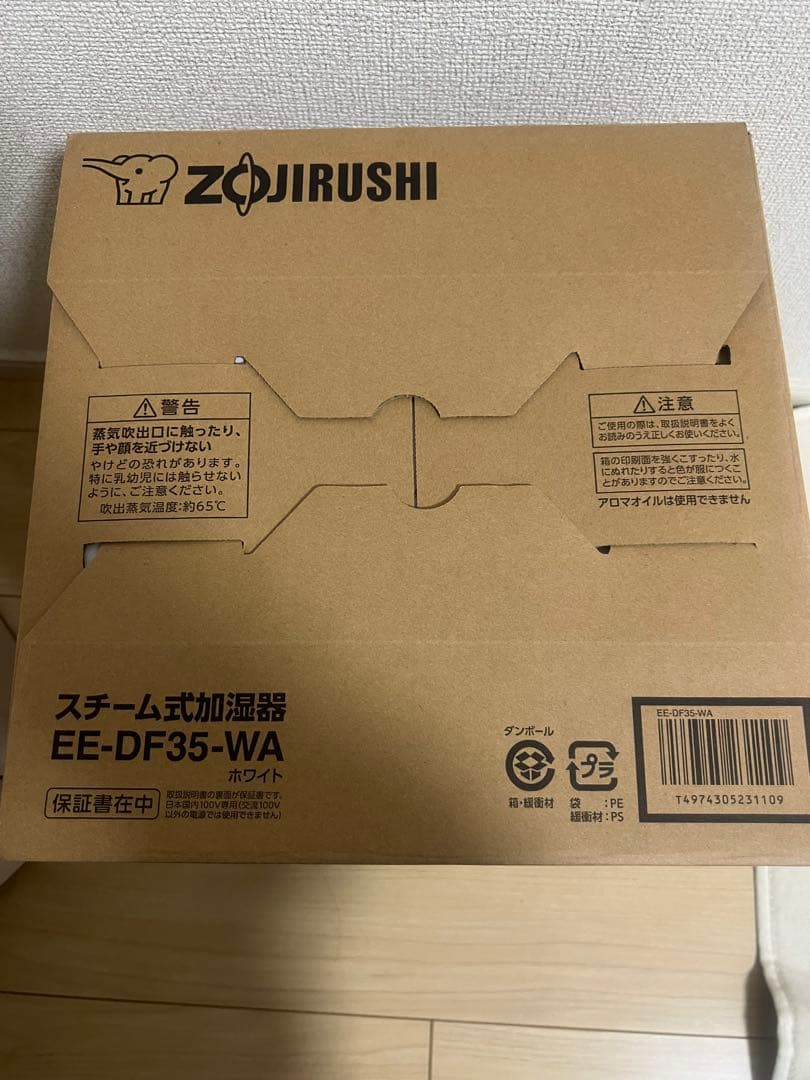 ZOJIRUSHI
⚠警告
蒸気吹出口に触ったり、
手や顔を近づけない
やけどの恐れがあります。
特に乳幼児には触らせない
ように、ご注意ください。
吹出蒸気温度:約65℃
⚠注意
ご使用の際は、取扱説明書をよく
お読みのうえ正しくお使いください。
箱の印刷面を強くこすったり、水
にぬれたりすると色が服につくこ
とがありますのでご注意ください。
アロマオイルは使用できません
スチーム式加湿器
EE-DF35-WA
ホワイト
保証書在中
取扱説明書の裏面が保証書です。
日本国内100V専用(交流100V
以外の電源では使用できません)
ダンボール
箱・緩衝材
プラ
袋 :PE
緩衝材:PS
EE-DF35-WA
T4974305231109